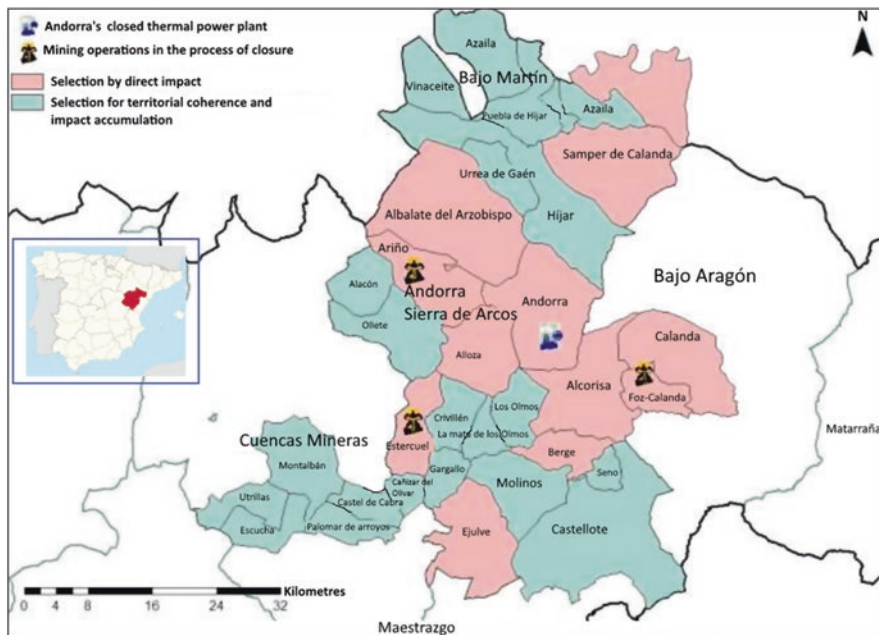 Andorra's closed thermal power plant
Mining operations in the process of closure
Selection by direct impact
Selection for territorial coherence and
impact accumulation
N
Azaila
Bajo Martín
Vinaceite
Puebla de Híjar
Azaila
Samper de Calanda
Urrea de Gaén
Albalate del Arzobispo
Híjar
Ariño
Bajo Aragón
Alacón
Andorra
Sierra de Arcos
Andorra
Oliete
Calanda
Alloza
Alcorisa
Foz-Calanda
Los Olmos
Crivillén
La mata de los Olmos
Matarraña
Cuencas Mineras
Estercuel
Berge
Montalbán
Gargallo
Seno
Molinos
Cañizar del
Olivar
Utrillas
Castel de Cabra
Escucha
Palomar de arroyos
Ejulve
Castellote
0 4 8 16 24 32
Kilometres
Maestrazgo